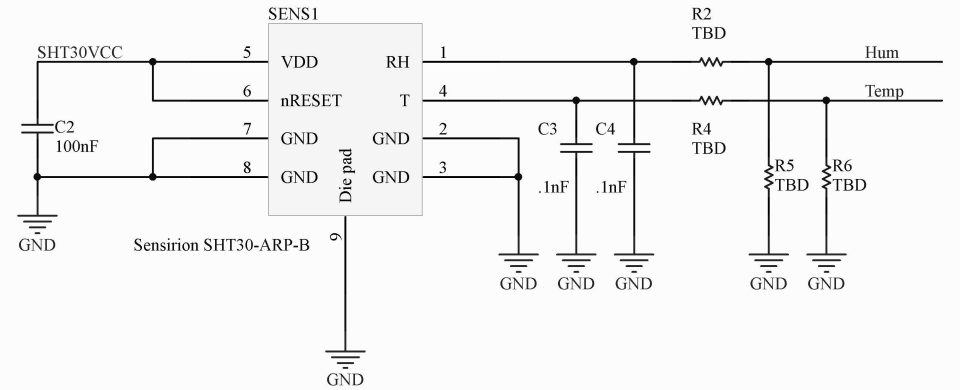 SENS1
R2
TBD
SHT30VCC
5
VDD
RH
1
Hum
6
nRESET
T
4
Temp
C2
100nF
7
GND
GND
2
C3
C4
R4
TBD
8
GND
Die pad
GND
3
.1nF
.1nF
R5
TBD
R6
TBD
GND
Sensirion SHT30-ARP-B
9
GND
GND
GND
GND
GND
GND